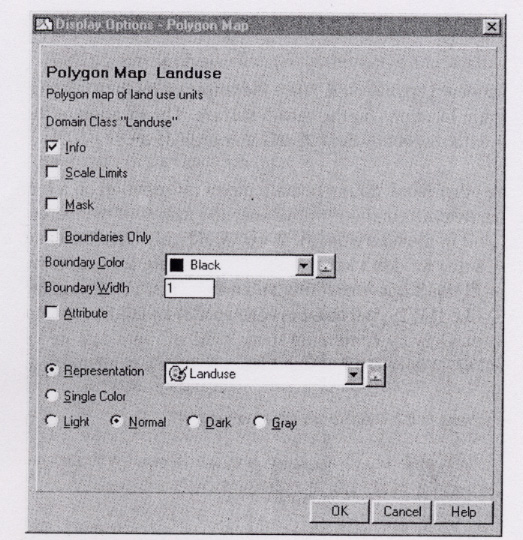 Display Options - Polygon Map
Polygon Map Landuse
Polygon map of land use units
Domain Class "Landuse"
Info
Scale Limits
Mask
Boundaries Only
Boundary Color Black
Boundary Width 1
Attribute
Representation Landuse
Single Color
Light Normal Dark Gray
OK Cancel Help